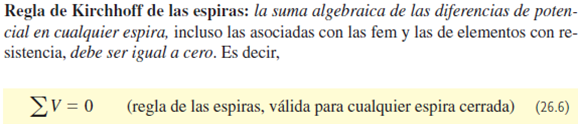 Regla de Kirchhoff de las espiras: la suma algebraica de las diferencias de poten-
cial en cualquier espira, incluso las asociadas con las fem y las de elementos con re-
sistencia, debe ser igual a cero. Es decir,
∑V = 0 (regla de las espiras, válida para cualquier espira cerrada) (26.6)